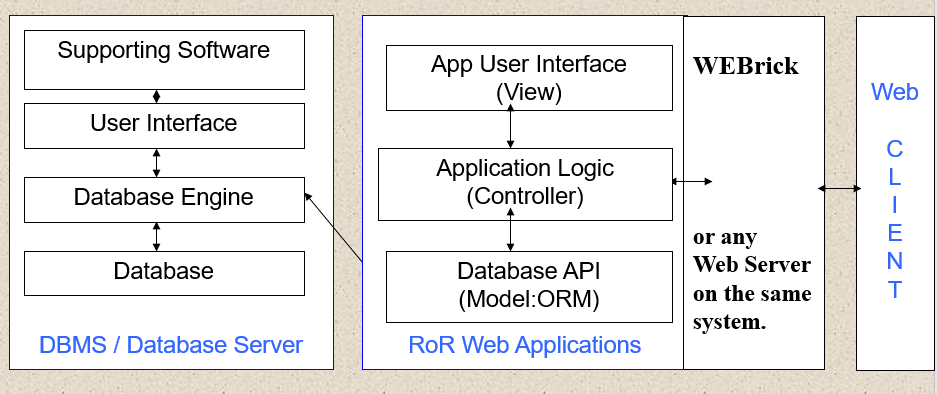 Supporting Software
User Interface
Database Engine
Database
DBMS / Database Server
App User Interface
(View)
Application Logic
(Controller)
Database API
(Model:ORM)
RoR Web Applications
WEBrick
or any
Web Server
on the same
system.
Web
C
L
I
E
N
T